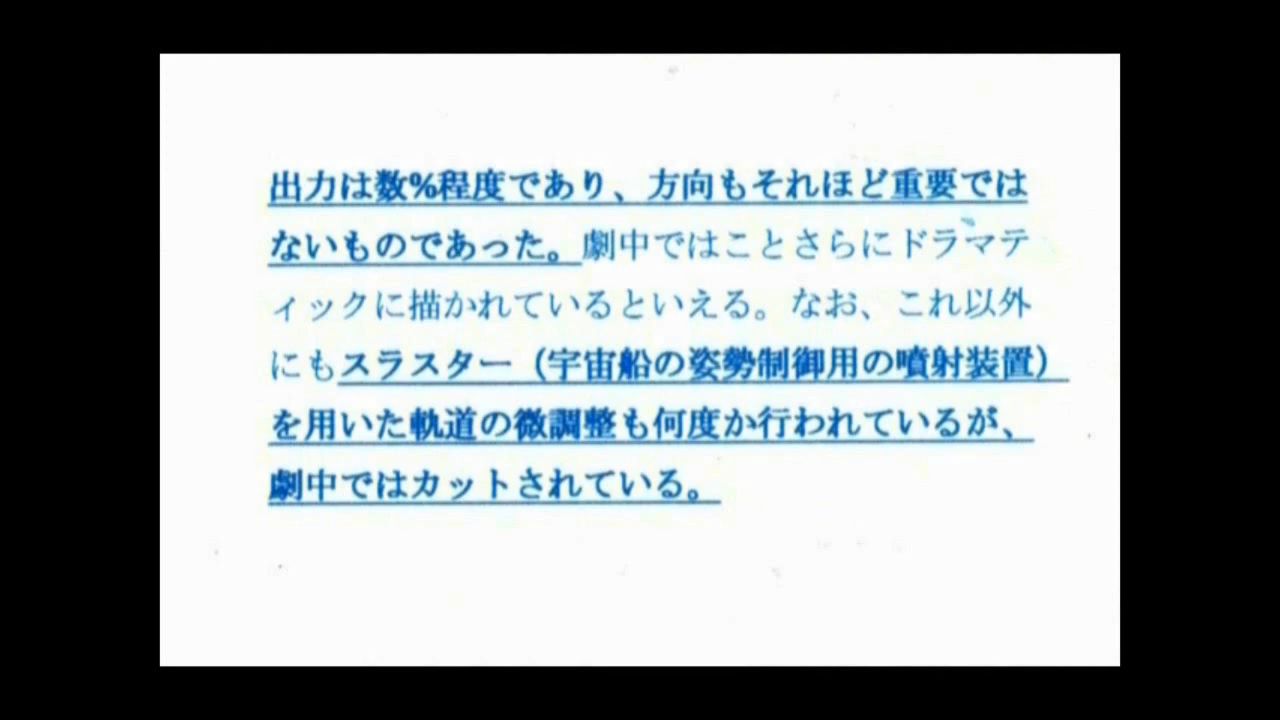 出力は数%程度であり、方向もそれほど重要では
ないものであった。劇中ではことさらにドラマテ
ィックに描かれているといえる。なお、これ以外
にもスラスター（宇宙船の姿勢制御用の噴射装置）
を用いた軌道の微調整も何度か行われているが、
劇中ではカットされている。